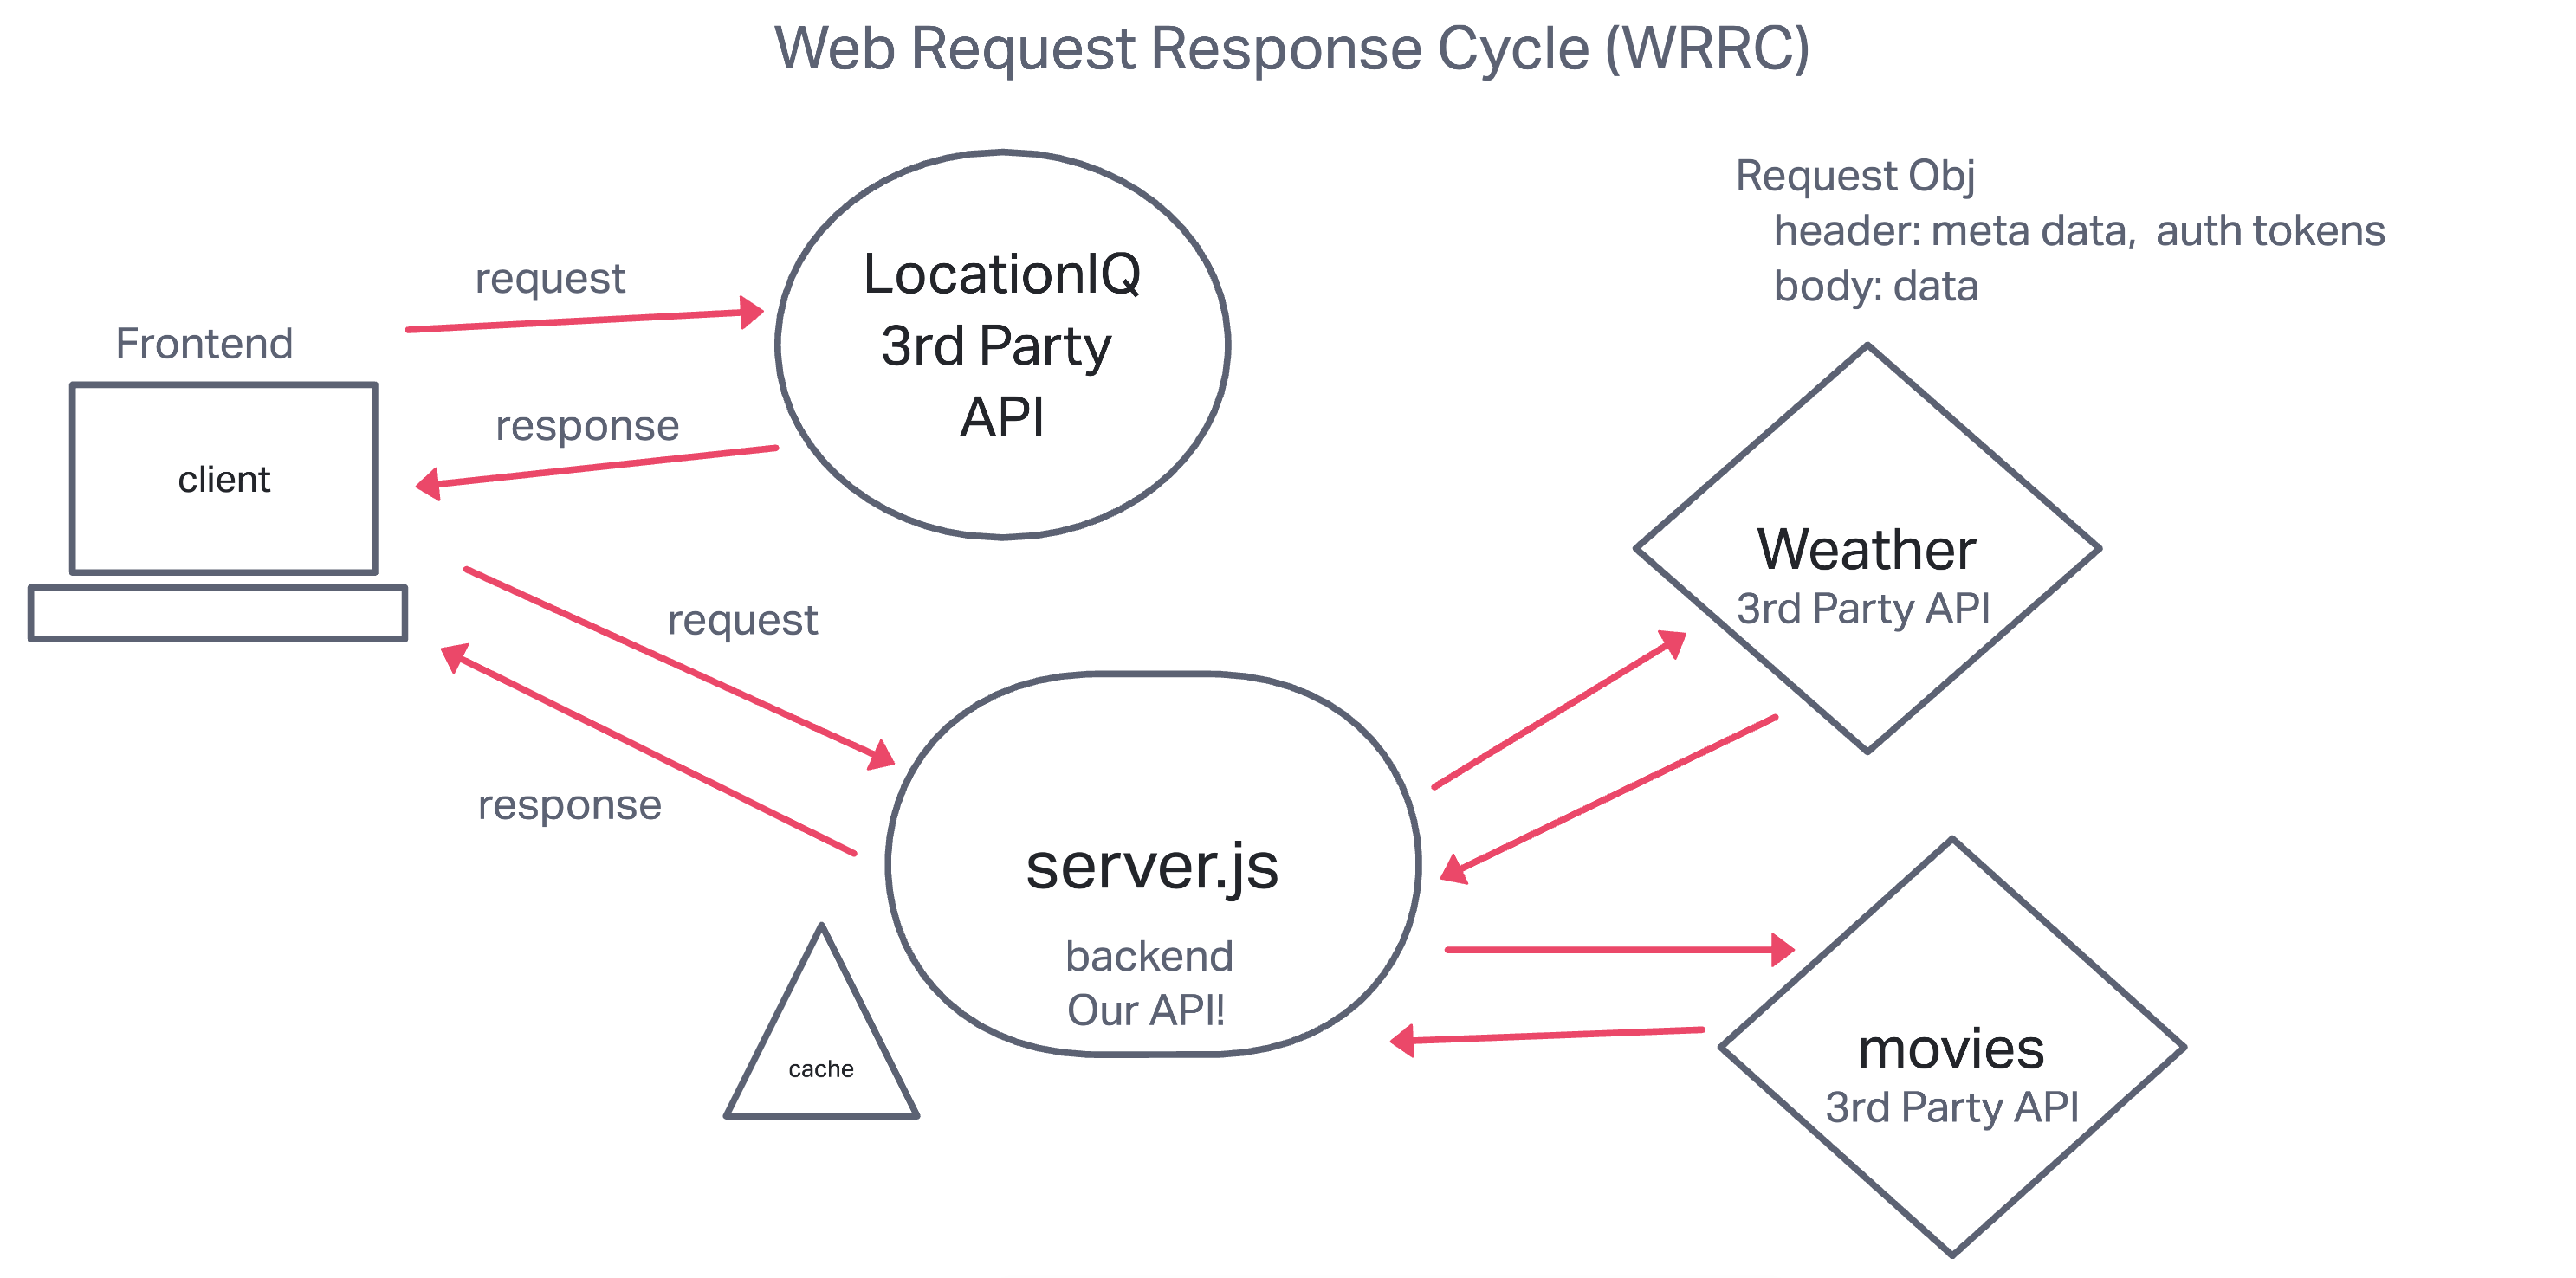 Web Request Response Cycle (WRRC)
Request Obj
header: meta data, auth tokens
body: data
request
LocationIQ
3rd Party
API
Frontend
response
client
Weather
3rd Party API
request
response
server.js
backend
Our API!
cache
movies
3rd Party API